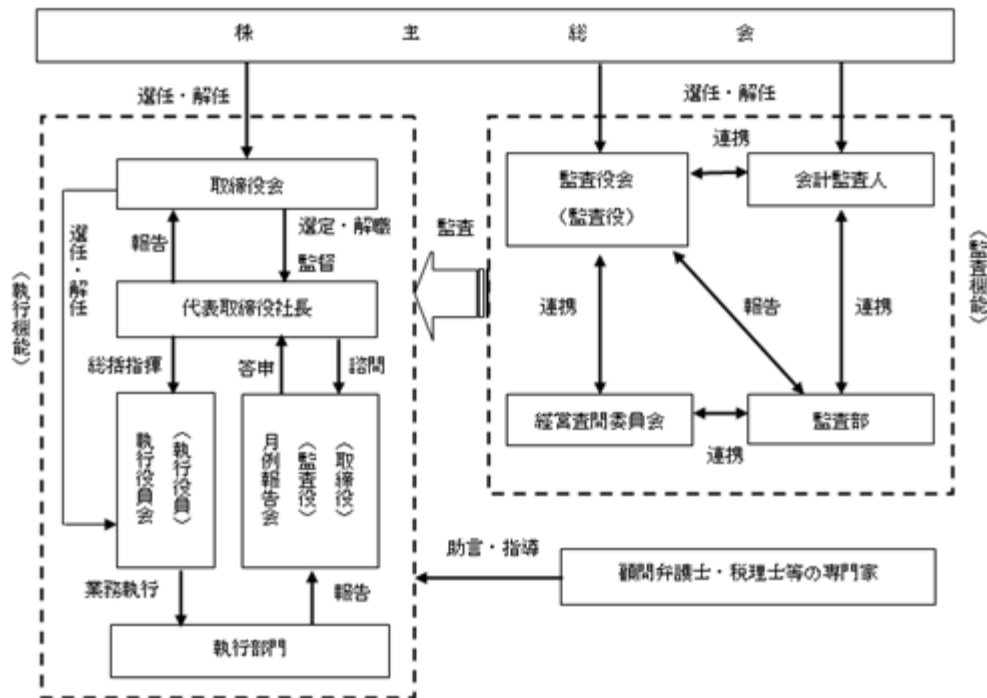 株主総会
選任・解任
選任・解任
連携
取締役会
監査役会
（監査役）
会計監査人
選任・解任
報告
選定・解職
監督
監査
〈執行機能〉
〈監査機能〉
代表取締役社長
連携
報告
連携
総括指揮
答申
諮問
執行役員会
〈執行役員〉
月例報告会
〈監査役〉
〈取締役〉
経営査問委員会
監査部
連携
助言・指導
顧問弁護士・税理士等の専門家
業務執行
報告
執行部門